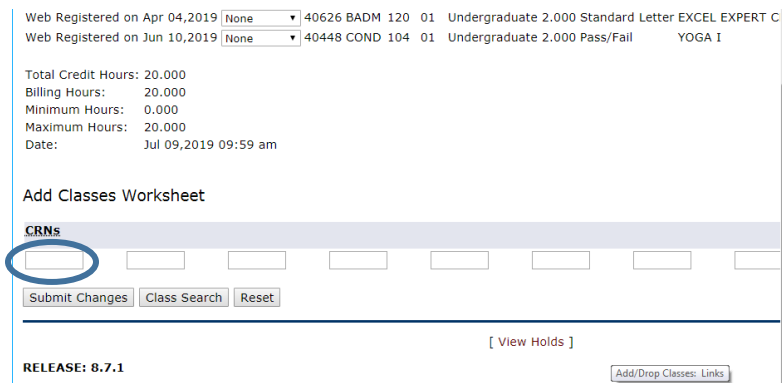 Web Registered on Apr 04,2019 None 40626 BADM 120 01 Undergraduate 2.000 Standard Letter EXCEL EXPERT C
Web Registered on Jun 10,2019 None 40448 COND 104 01 Undergraduate 2.000 Pass/Fail YOGA I
Total Credit Hours: 20.000
Billing Hours: 20.000
Minimum Hours: 0.000
Maximum Hours: 20.000
Date: Jul 09,2019 09:59 am
Add Classes Worksheet
CRNs
Submit Changes Class Search Reset
[ View Holds ]
RELEASE: 8.7.1
Add/Drop Classes: Links